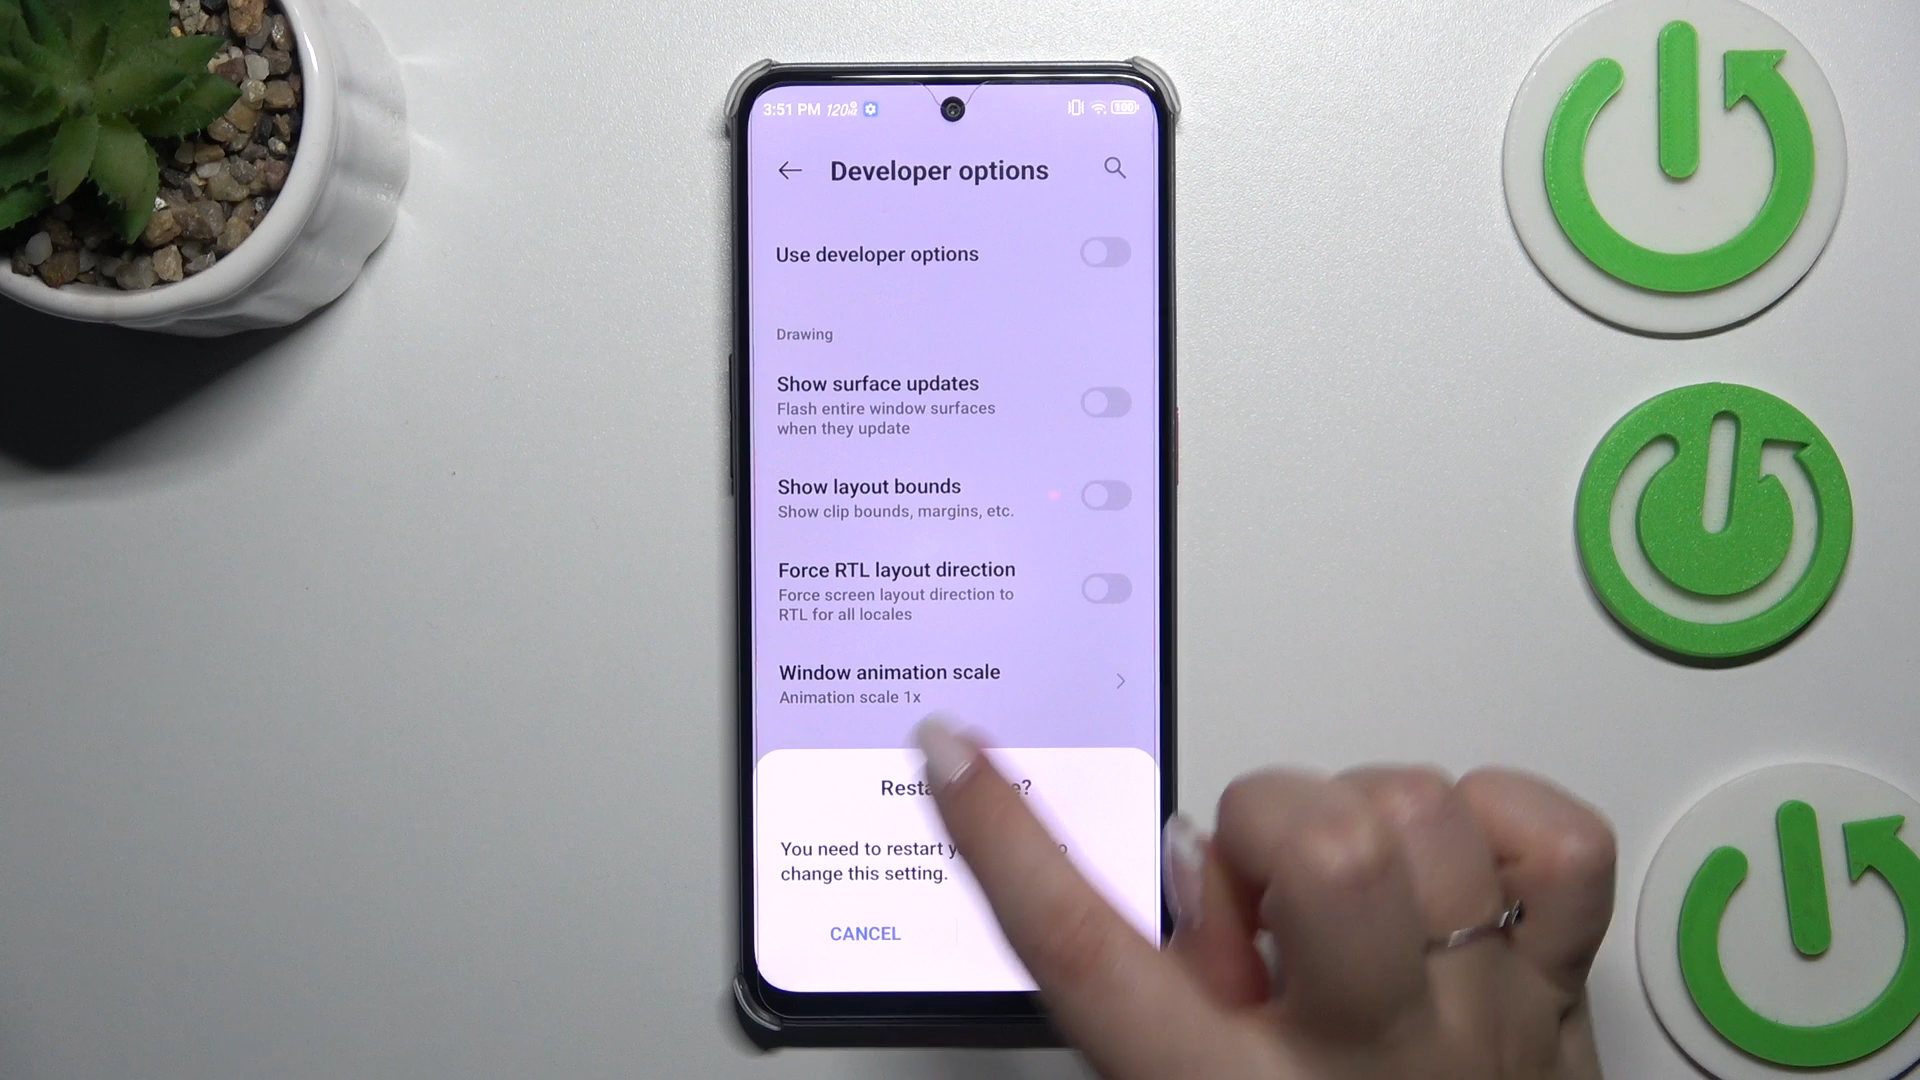 3:51 PM 120Hz 100
Developer options
Use developer options
Drawing
Show surface updates
Flash entire window surfaces
when they update
Show layout bounds
Show clip bounds, margins, etc.
Force RTL layout direction
Force screen layout direction to
RTL for all locales
Window animation scale
Animation scale 1x
You need to restart
change this setting.
CANCEL